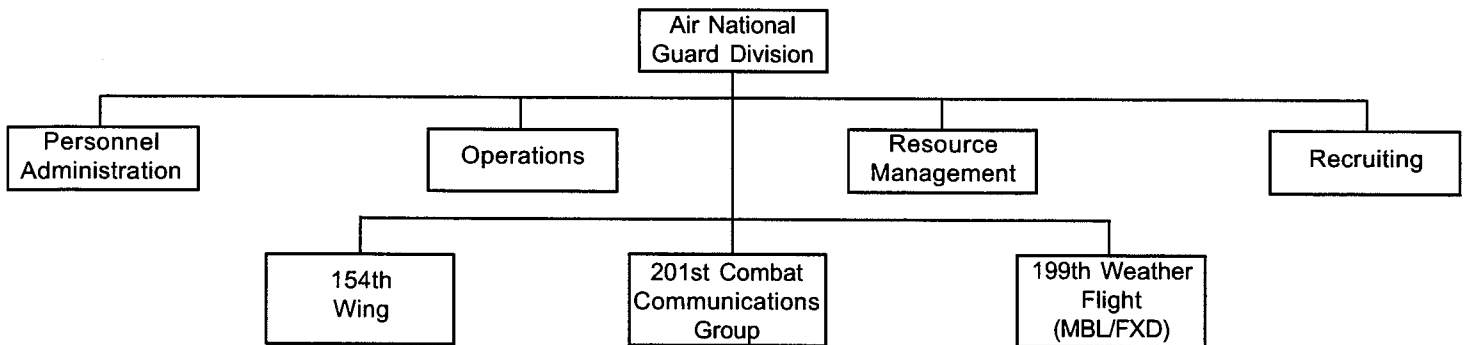 Air National
Guard Division
Personnel
Administration
Operations
Resource
Management
Recruiting
154th
Wing
201st Combat
Communications
Group
199th Weather
Flight
(MBL/FXD)